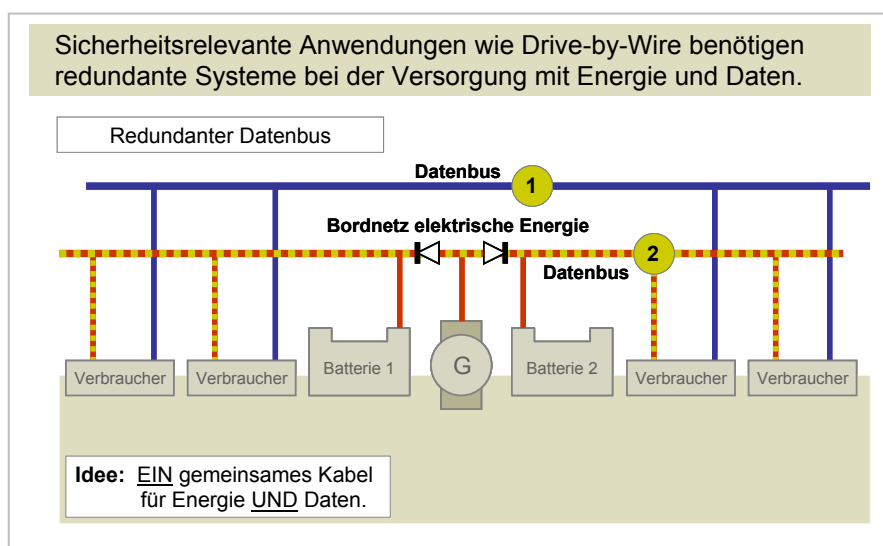 Sicherheitsrelevante Anwendungen wie Drive-by-Wire benötigen
redundante Systeme bei der Versorgung mit Energie und Daten.
Redundanter Datenbus
Datenbus
1
Bordnetz elektrische Energie
Datenbus
2
Verbraucher
Verbraucher
Batterie 1
G
Batterie 2
Verbraucher
Verbraucher
Idee: EIN gemeinsames Kabel
für Energie UND Daten.